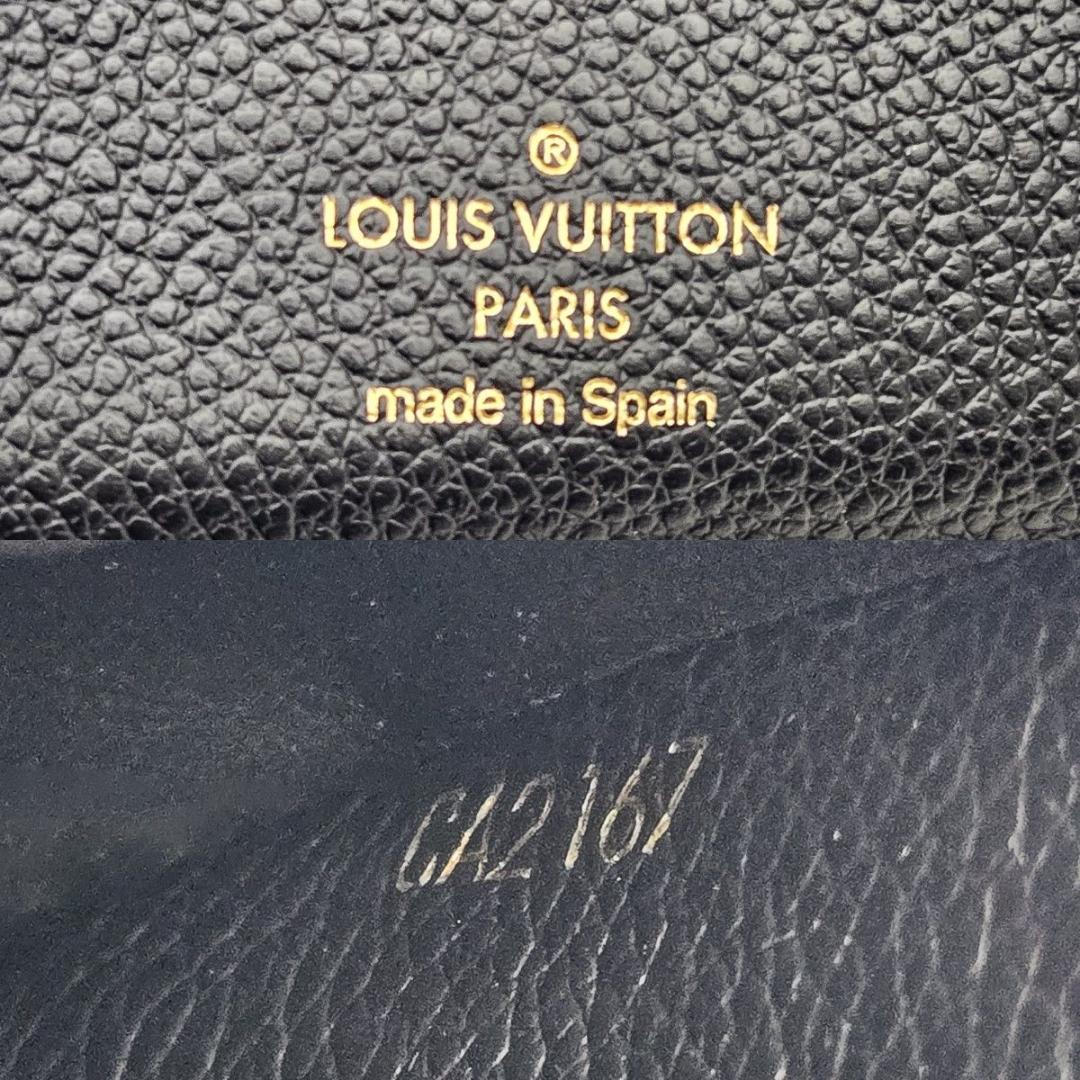 ®
LOUIS VUITTON
PARIS
made in Spain
CA2167